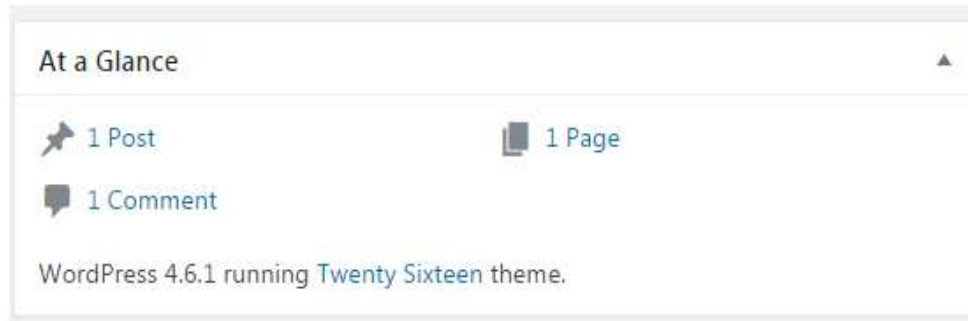 At a Glance
1 Post
1 Page
1 Comment
WordPress 4.6.1 running Twenty Sixteen theme.